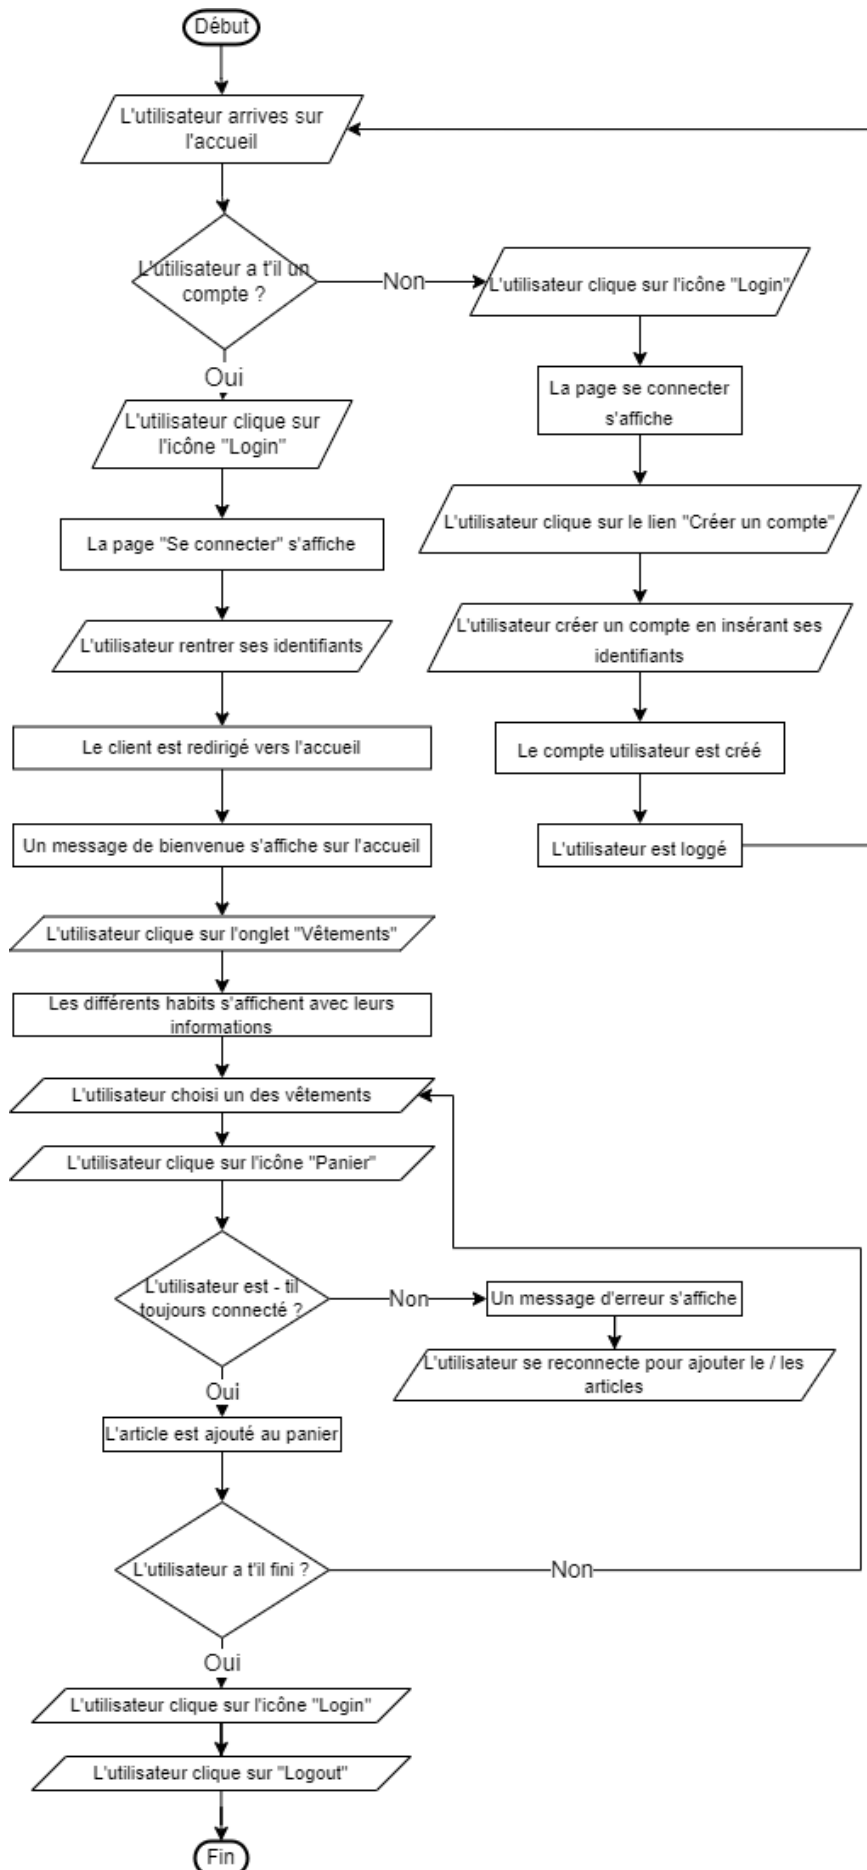 Début
L'utilisateur arrives sur
l'accueil
L'utilisateur a t'il un
compte ?
Non
L'utilisateur clique sur l'icône "Login"
Oui
La page se connecter
s'affiche
L'utilisateur clique sur
l'icône "Login"
L'utilisateur clique sur le lien "Créer un compte"
La page "Se connecter" s'affiche
L'utilisateur créer un compte en insérant ses
identifiants
L'utilisateur rentrer ses identifiants
Le client est redirigé vers l'accueil
Le compte utilisateur est créé
Un message de bienvenue s'affiche sur l'accueil
L'utilisateur est loggé
L'utilisateur clique sur l'onglet "Vêtements"
Les différents habits s'affichent avec leurs
informations
L'utilisateur choisi un des vêtements
L'utilisateur clique sur l'icône "Panier"
L'utilisateur est - til
toujours connecté ?
Non
Un message d'erreur s'affiche
L'utilisateur se reconnecte pour ajouter le / les
articles
Oui
L'article est ajouté au panier
L'utilisateur a t'il fini ?
Non
Oui
L'utilisateur clique sur l'icône "Login"
L'utilisateur clique sur "Logout"
Fin